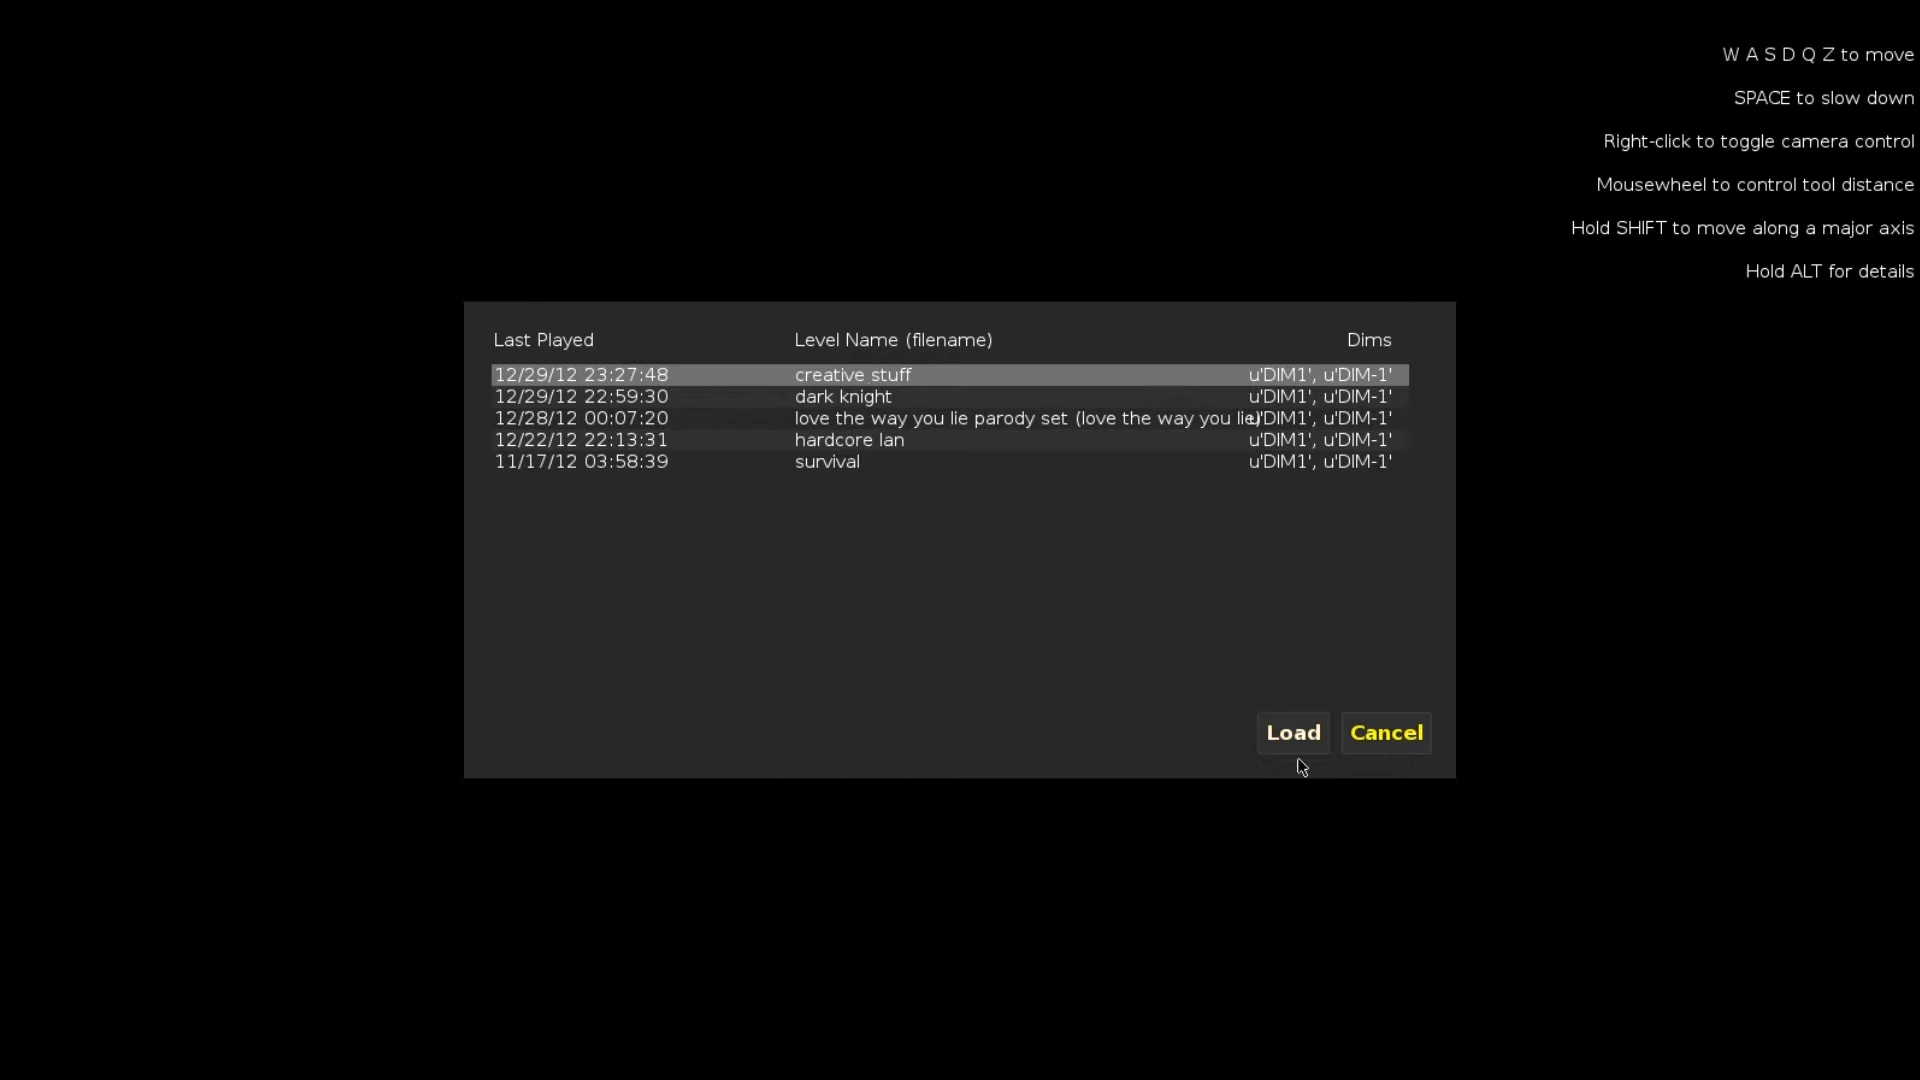 W A S D Q Z to move
SPACE to slow down
Right-click to toggle camera control
Mousewheel to control tool distance
Hold SHIFT to move along a major axis
Hold ALT for details
Last Played Level Name (filename) Dims
12/29/12 23:27:48 creative stuff u'DIM1', u'DIM-1'
12/29/12 22:59:30 dark knight u'DIM1', u'DIM-1'
12/28/12 00:07:20 love the way you lie parody set (love the way you lie) u'DIM1', u'DIM-1'
12/22/12 22:13:31 hardcore lan u'DIM1', u'DIM-1'
11/17/12 03:58:39 survival u'DIM1', u'DIM-1'
Load Cancel